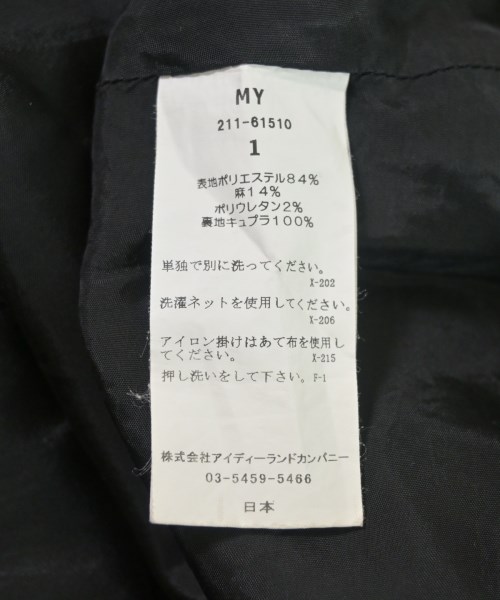 MY
211-61510
1
表地ポリエステル84%
麻14%
ポリウレタン2%
裏地キュプラ100%
単独で別に洗ってください。
X-202
洗濯ネットを使用してください。
X-206
アイロン掛けはあて布を使用し
てください。 X-215
押し洗いをして下さい。F-1
株式会社アイディーランドカンパニー
03-5459-5466
日本